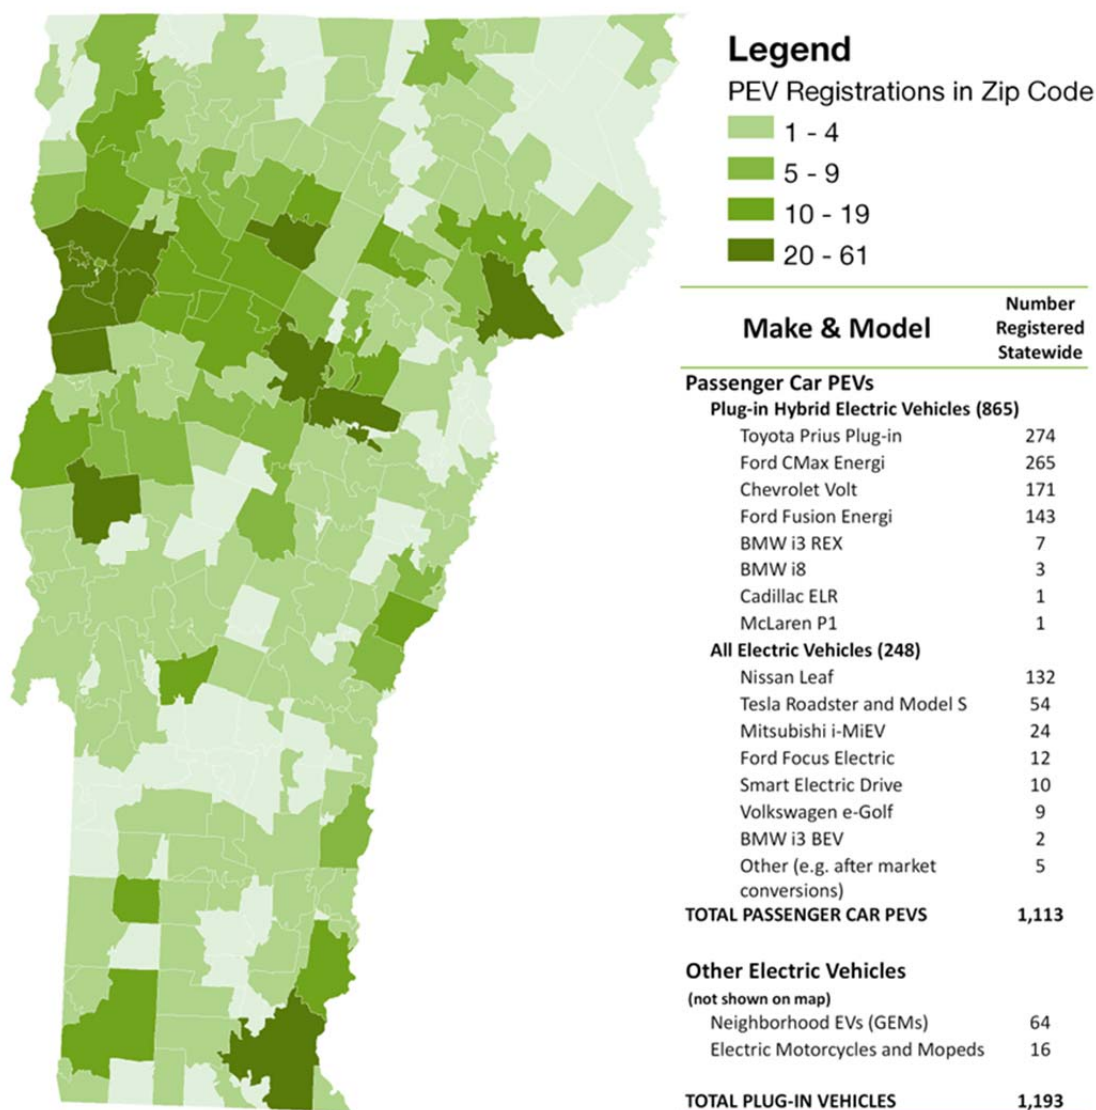 Legend
PEV Registrations in Zip Code
1 - 4
5 - 9
10 - 19
20 - 61
Make & Model
Number
Registered
Statewide
Passenger Car PEVs
Plug-in Hybrid Electric Vehicles (865)
Toyota Prius Plug-in 274
Ford CMax Energi 265
Chevrolet Volt 171
Ford Fusion Energi 143
BMW i3 REX 7
BMW i8 3
Cadillac ELR 1
McLaren P1 1
All Electric Vehicles (248)
Nissan Leaf 132
Tesla Roadster and Model S 54
Mitsubishi i-MiEV 24
Ford Focus Electric 12
Smart Electric Drive 10
Volkswagen e-Golf 9
BMW i3 BEV 2
Other (e.g. after market 5
conversions)
TOTAL PASSENGER CAR PEVS 1,113
Other Electric Vehicles
(not shown on map)
Neighborhood EVs (GEMs) 64
Electric Motorcycles and Mopeds 16
TOTAL PLUG-IN VEHICLES 1,193